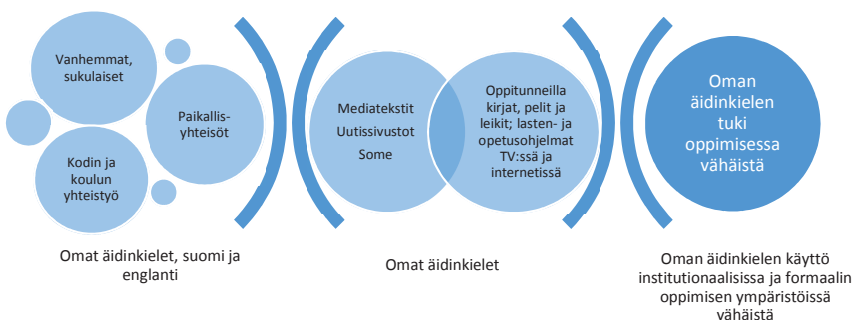 Vanhemmat,
sukulaiset
Paikallis-
yhteisöt
Kodin ja
koulun
yhteistyö
Omat äidinkielet, suomi ja
englanti
Mediatekstit
Uutissivustot
Some
Oppitunneilla
kirjat, pelit ja
leikit; lasten- ja
opetusohjelmat
TV:ssä ja
internetissä
Omat äidinkielet
Oman
äidinkielen
tuki
oppimisessa
vähäistä
Oman äidinkielen käyttö
institutionaalisissa ja formaalin
oppimisen ympäristöissä
vähäistä